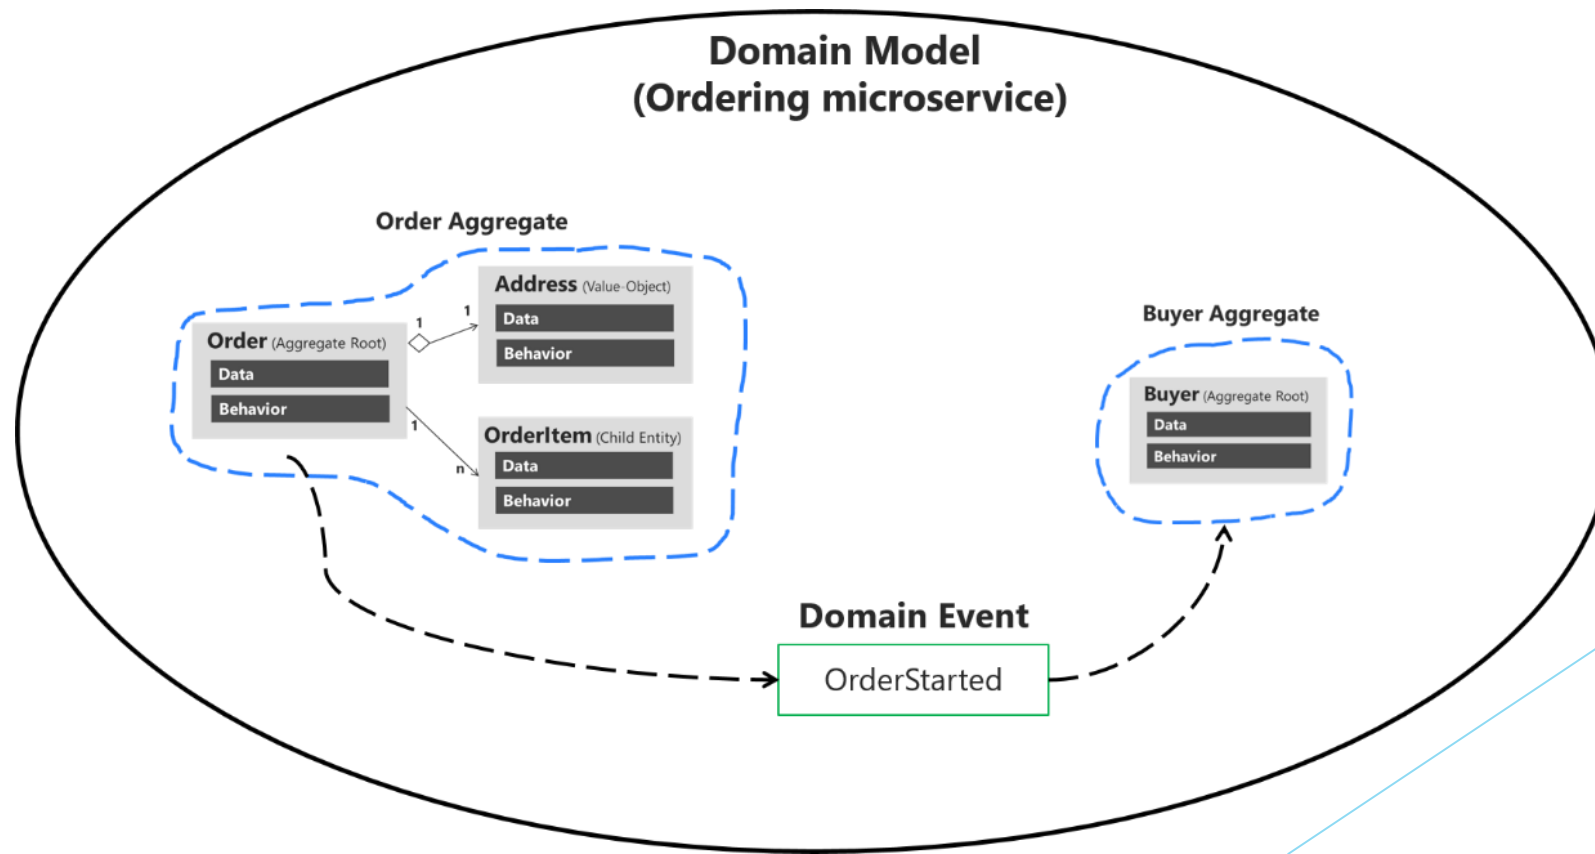 Domain Model
(Ordering microservice)
Order Aggregate
Address (Value-Object)
Data
Behavior
1
1
Order (Aggregate Root)
Data
Behavior
1
n
OrderItem (Child Entity)
Data
Behavior
Buyer Aggregate
Buyer (Aggregate Root)
Data
Behavior
Domain Event
OrderStarted